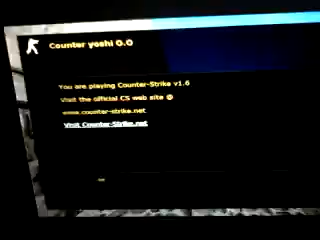 Counter yoshi 0.0
You are playing Counter-Strike v1.6
Visit the official CS web site @
www.counter-strike.net
Visit Counter-Strike.net